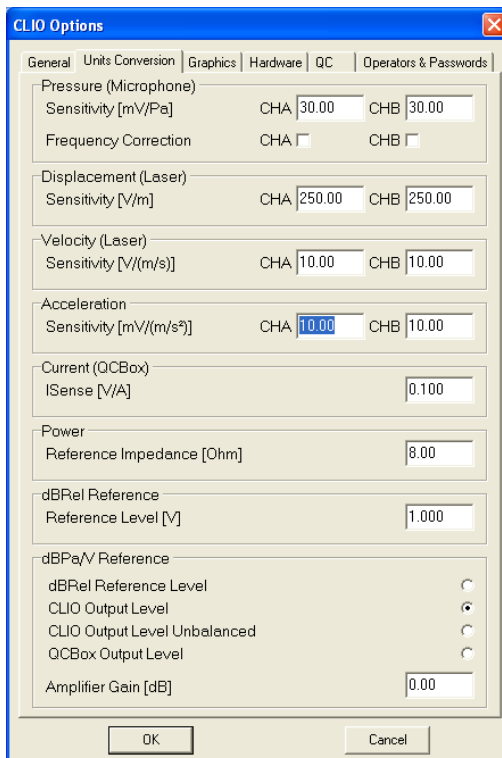 CLIO Options
General Units Conversion Graphics Hardware QC Operators & Passwords
Pressure (Microphone)
Sensitivity [mV/Pa] CHA 30.00 CHB 30.00
Frequency Correction CHA CHB
Displacement (Laser)
Sensitivity [V/m] CHA 250.00 CHB 250.00
Velocity (Laser)
Sensitivity [V/(m/s)] CHA 10.00 CHB 10.00
Acceleration
Sensitivity [mV/(m/s²)] CHA 10.00 CHB 10.00
Current (QCBox)
ISense [V/A] 0.100
Power
Reference Impedance [Ohm] 8.00
dBRel Reference
Reference Level [V] 1.000
dBPa/V Reference
dBRel Reference Level
CLIO Output Level
CLIO Output Level Unbalanced
QCBox Output Level
Amplifier Gain [dB] 0.00
OK Cancel